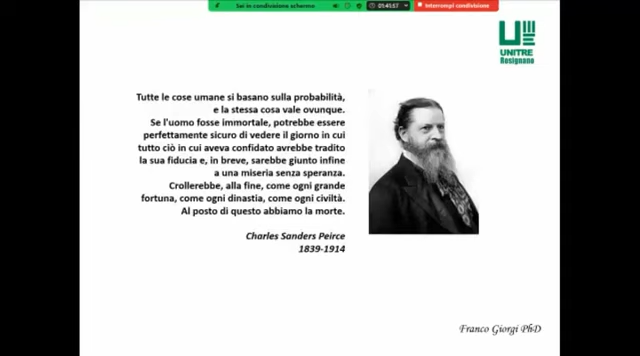 Sei in condivisione schermo
01:45:57
Interrompi condivisione
UNITRE
Rosignano
Tutte le cose umane si basano sulla probabilità,
e la stessa cosa vale ovunque.
Se l'uomo fosse immortale, potrebbe essere
perfettamente sicuro di vedere il giorno in cui
tutto ciò in cui aveva confidato avrebbe tradito
la sua fiducia e, in breve, sarebbe giunto infine
a una miseria senza speranza.
Crollerebbe, alla fine, come ogni grande
fortuna, come ogni dinastia, come ogni civiltà.
Al posto di questo abbiamo la morte.
Charles Sanders Peirce
1839-1914
Franco Giorgi PhD